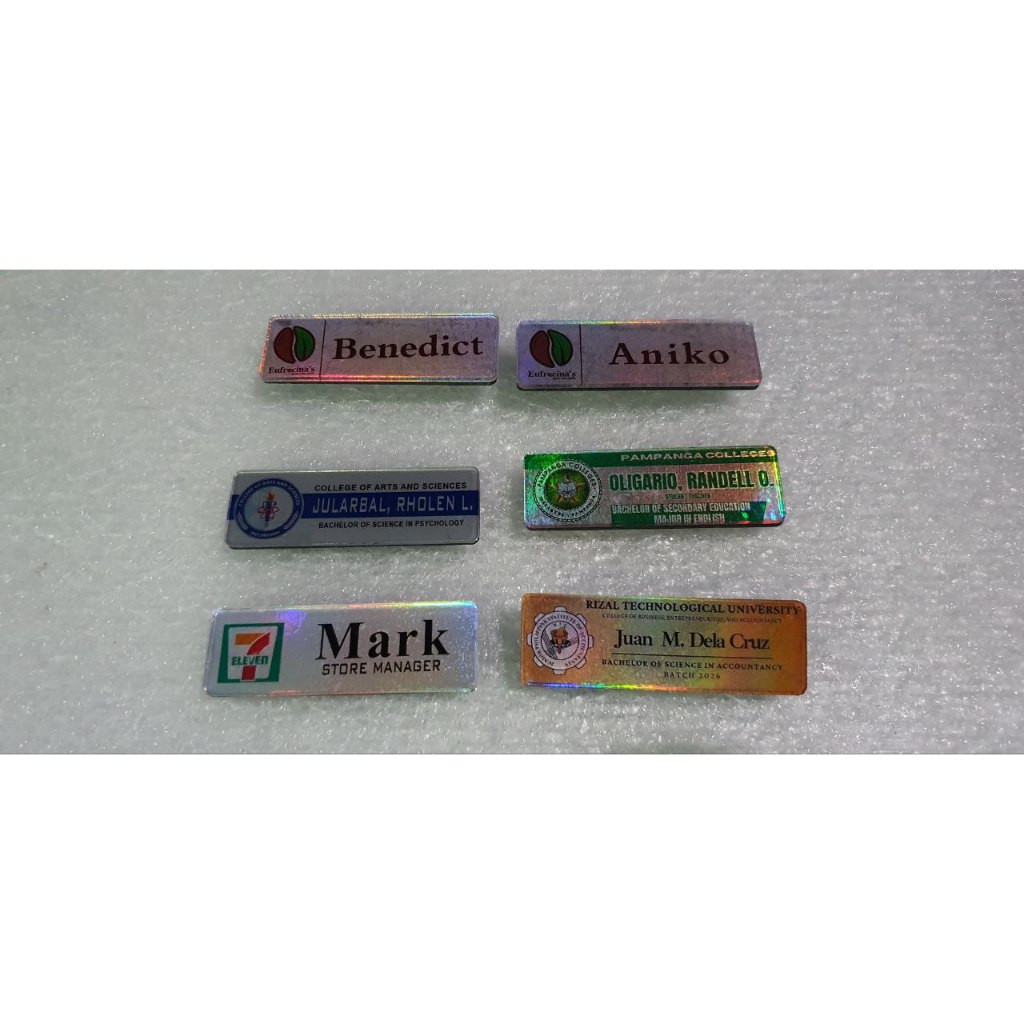 Benedict
Eufrocina's
Aniko
Eufrocina's
COLLEGE OF ARTS AND SCIENCES
JULARBAL, RHOLEN L.
BACHELOR OF SCIENCE IN PSYCHOLOGY
PAMPANGA COLLEGES
OLIGARIO, RANDELL O.
STUDENT TEACHER
BACHELOR OF SECONDARY EDUCATION
MAJOR IN ENGLISH
7
ELEVEN
Mark
STORE MANAGER
RIZAL TECHNOLOGICAL UNIVERSITY
COLLEGE OF BUSINESS, ENTREPRENEURSHIP, AND ACCOUNTANCY
Juan M. Dela Cruz
BACHELOR OF SCIENCE IN ACCOUNTANCY
BATCH 2026